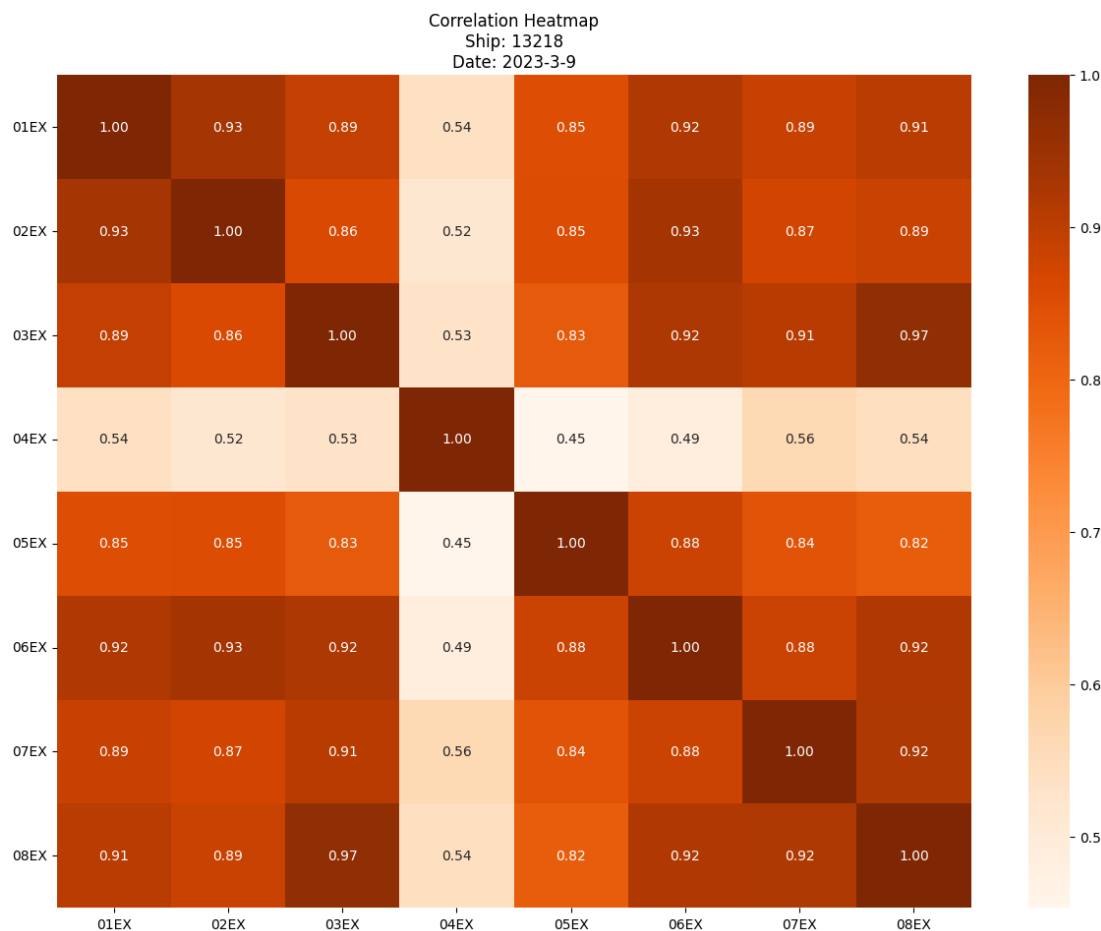 Correlation Heatmap
Ship: 13218
Date: 2023-3-9
1.0
01EX 1.00 0.93 0.89 0.54 0.85 0.92 0.89 0.91
0.9
02EX 0.93 1.00 0.86 0.52 0.85 0.93 0.87 0.89
03EX 0.89 0.86 1.00 0.53 0.83 0.92 0.91 0.97
0.8
04EX 0.54 0.52 0.53 1.00 0.45 0.49 0.56 0.54
0.7
05EX 0.85 0.85 0.83 0.45 1.00 0.88 0.84 0.82
06EX 0.92 0.93 0.92 0.49 0.88 1.00 0.88 0.92
0.6
07EX 0.89 0.87 0.91 0.56 0.84 0.88 1.00 0.92
0.5
08EX 0.91 0.89 0.97 0.54 0.82 0.92 0.92 1.00
01EX 02EX 03EX 04EX 05EX 06EX 07EX 08EX